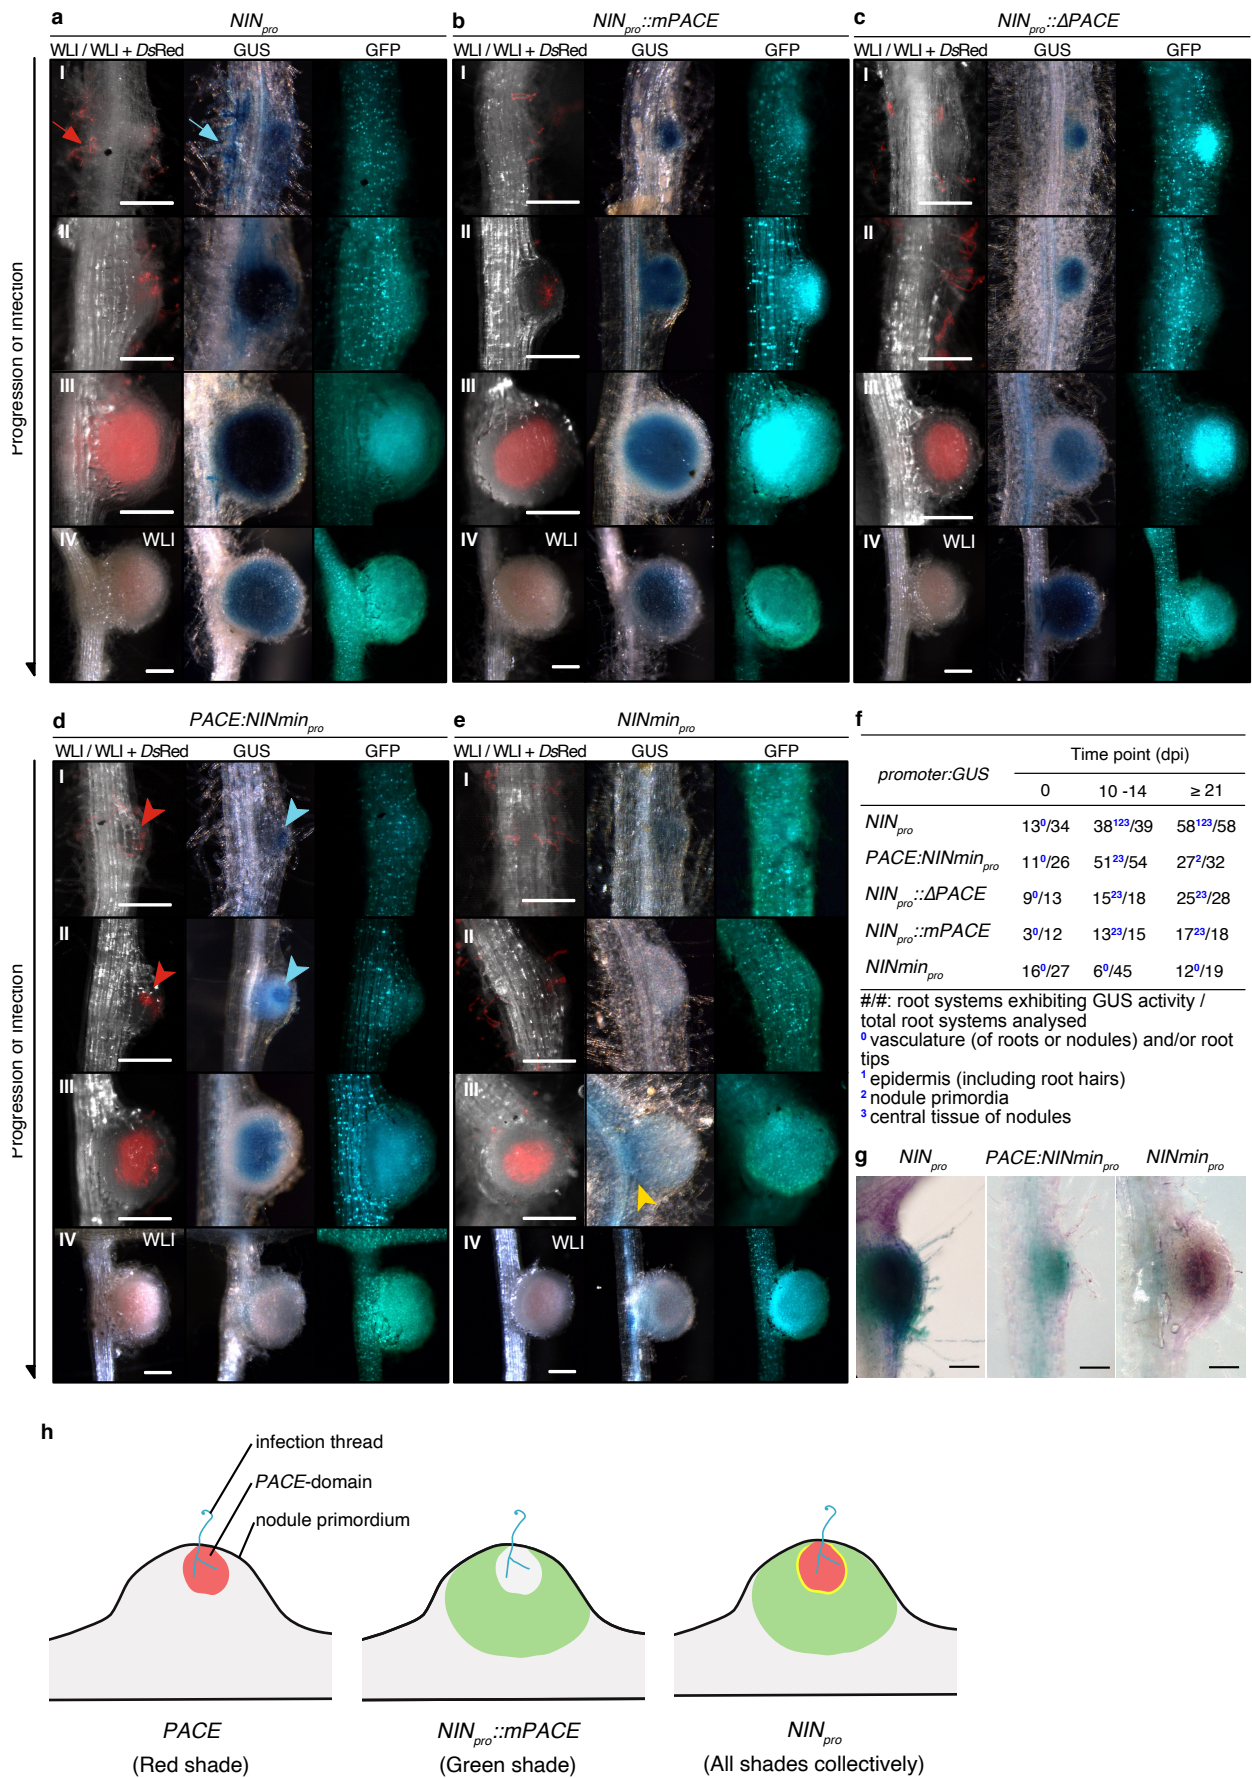 a
NINpro
WLI / WLI + DsRed
GUS
GFP
I
II
III
IV
WLI
b
NINpro::mPACE
WLI / WLI + DsRed
GUS
GFP
I
II
III
IV
WLI
c
NINpro::ΔPACE
WLI / WLI + DsRed
GUS
GFP
I
II
III
IV
WLI
Progression of infection
d
PACE:NINminpro
WLI / WLI + DsRed
GUS
GFP
I
II
III
IV
WLI
e
NINminpro
WLI / WLI + DsRed
GUS
GFP
I
II
III
IV
WLI
Progression of infection
f
Time point (dpi)
promoter:GUS
0 10 -14 ≥ 21
NINpro 13⁰/34 38¹²³/39 58¹²³/58
PACE:NINminpro 11⁰/26 51²³/54 27²/32
NINpro::ΔPACE 9⁰/13 15²³/18 25²³/28
NINpro::mPACE 3⁰/12 13²³/15 17²³/18
NINminpro 16⁰/27 6⁰/45 12⁰/19
#/#: root systems exhibiting GUS activity /
total root systems analysed
⁰ vasculature (of roots or nodules) and/or root
tips
¹ epidermis (including root hairs)
² nodule primordia
³ central tissue of nodules
g
NINpro
PACE:NINminpro
NINminpro
h
infection thread
PACE-domain
nodule primordium
PACE
(Red shade)
NINpro::mPACE
(Green shade)
NINpro
(All shades collectively)